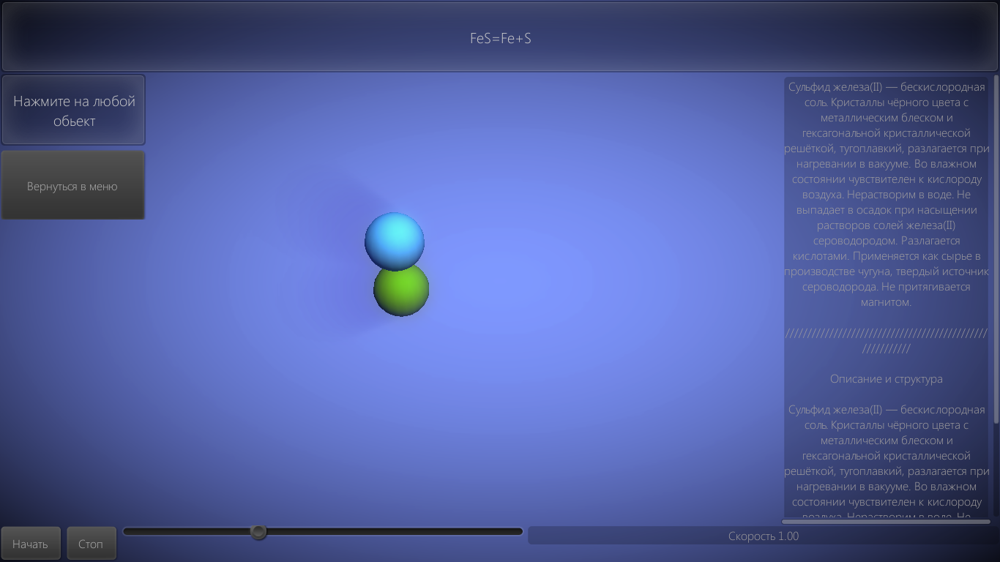 FeS=Fe+S
Нажмите на любой
обьект
Вернуться в меню
Сульфид железа(II) — бескислородная
соль. Кристаллы чёрного цвета с
металлическим блеском и
гексагональной кристаллической
решёткой, тугоплавкий, разлагается при
нагревании в вакууме. Во влажном
состоянии чувствителен к кислороду
воздуха. Нерастворим в воде. Не
выпадает в осадок при насыщении
растворов солей железа(II)
сероводородом. Разлагается
кислотами. Применяется как сырье в
производстве чугуна, твердый источник
сероводорода. Не притягивается
магнитом.
//////////////////////////////////////////////
///////////
Описание и структура
Сульфид железа(II) — бескислородная
соль. Кристаллы чёрного цвета с
металлическим блеском и
гексагональной кристаллической
решёткой, тугоплавкий, разлагается при
нагревании в вакууме. Во влажном
состоянии чувствителен к кислороду
воздуха. Нерастворим в воде. Не
Начать
Стоп
Скорость 1.00